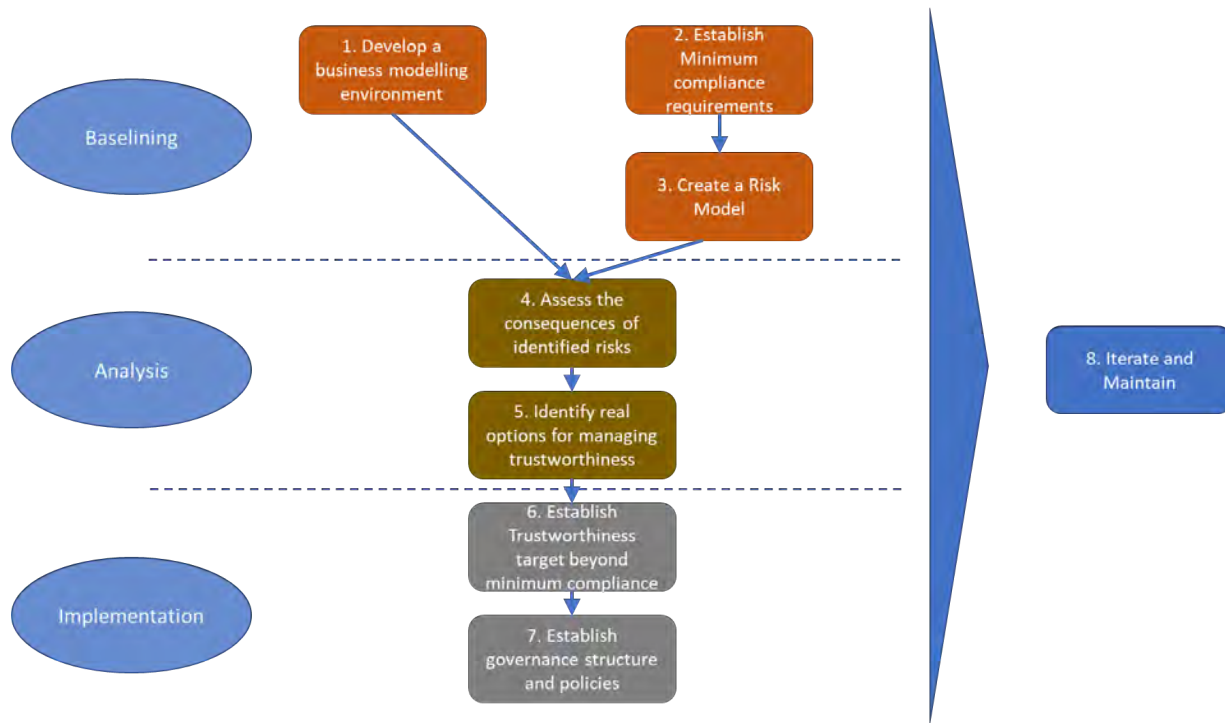 1. Develop a
business modelling
environment
2. Establish
Minimum
compliance
requirements
Baselining
3. Create a Risk
Model
4. Assess the
consequences of
identified risks
Analysis
8. Iterate and
Maintain
5. Identify real
options for managing
trustworthiness
6. Establish
Trustworthiness
target beyond
minimum compliance
Implementation
7. Establish
governance structure
and policies